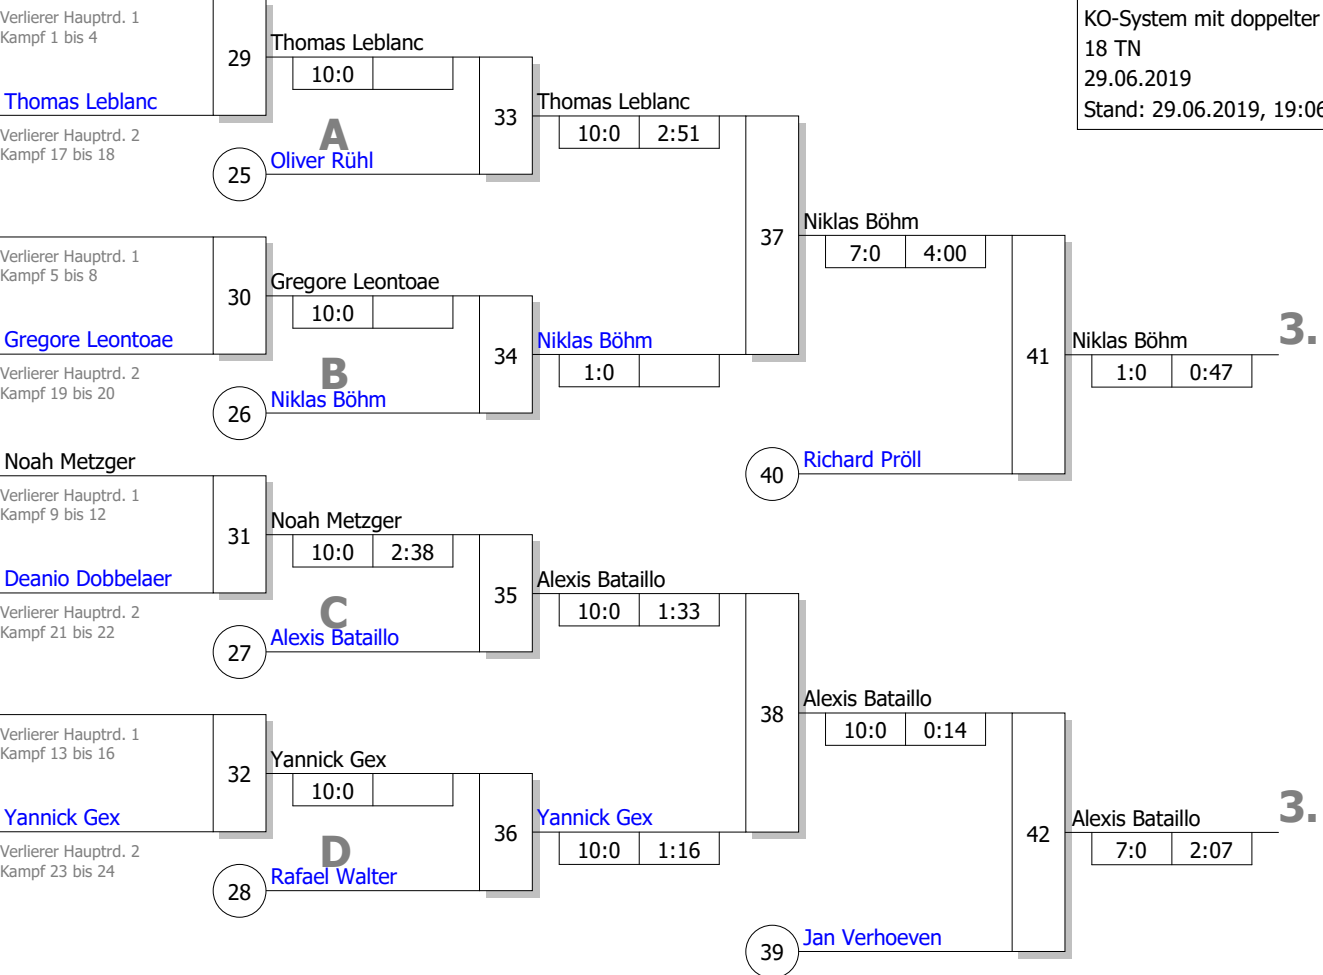 Verlierer Hauptrd. 1
Kampf 1 bis 4
29
Thomas Leblanc
10:0
Thomas Leblanc
Verlierer Hauptrd. 2
Kampf 17 bis 18
A
25
Oliver Rühl
33
Thomas Leblanc
10:0 2:51
KO-System mit doppelter
18 TN
29.06.2019
Stand: 29.06.2019, 19:06
Verlierer Hauptrd. 1
Kampf 5 bis 8
30
Gregore Leontoae
10:0
Gregore Leontoae
Verlierer Hauptrd. 2
Kampf 19 bis 20
B
26
Niklas Böhm
34
Niklas Böhm
1:0
37
Niklas Böhm
7:0 4:00
40
Richard Pröll
41
Niklas Böhm
1:0 0:47
3.
Noah Metzger
Verlierer Hauptrd. 1
Kampf 9 bis 12
31
Noah Metzger
10:0 2:38
Deanio Dobbelaer
Verlierer Hauptrd. 2
Kampf 21 bis 22
C
27
Alexis Bataillo
35
Alexis Bataillo
10:0 1:33
Verlierer Hauptrd. 1
Kampf 13 bis 16
32
Yannick Gex
10:0
Yannick Gex
Verlierer Hauptrd. 2
Kampf 23 bis 24
D
28
Rafael Walter
36
Yannick Gex
10:0 1:16
38
Alexis Bataillo
10:0 0:14
39
Jan Verhoeven
42
Alexis Bataillo
7:0 2:07
3.